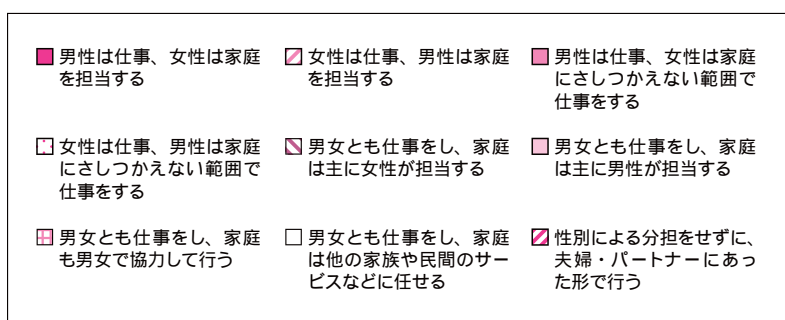 男性は仕事、女性は家庭
を担当する
女性は仕事、男性は家庭
を担当する
男性は仕事、女性は家庭
にさしつかえない範囲で
仕事をする
女性は仕事、男性は家庭
にさしつかえない範囲で
仕事をする
男女とも仕事をし、家庭
は主に女性が担当する
男女とも仕事をし、家庭
は主に男性が担当する
男女とも仕事をし、家庭
も男女で協力して行う
男女とも仕事をし、家庭
は他の家族や民間のサー
ビスなどに任せる
性別による分担をせずに、
夫婦・パートナーにあっ
た形で行う